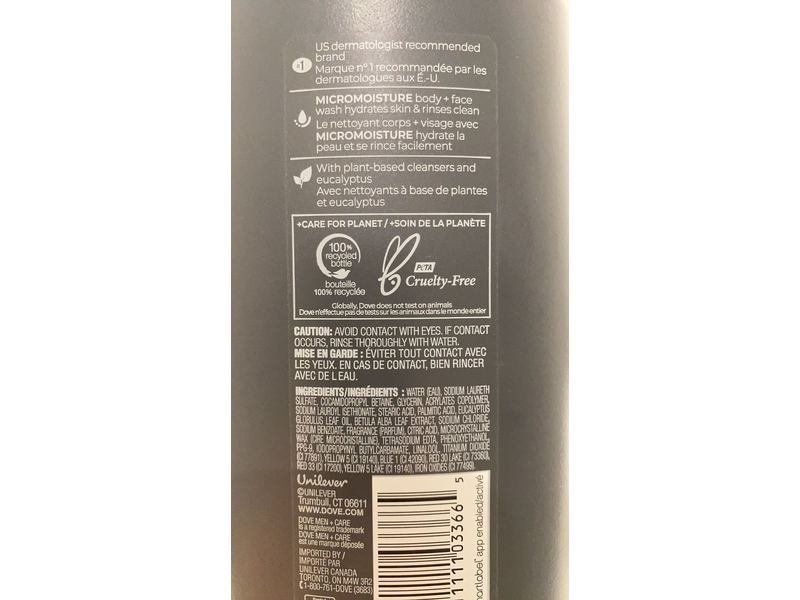 #1
US dermatologist recommended
brand
Marque n° 1 recommandée par les
dermatologues aux É.-U.
MICROMOISTURE body + face
wash hydrates skin & rinses clean
Le nettoyant corps + visage avec
MICROMOISTURE hydrate la
peau et se rince facilement
With plant-based cleansers and
eucalyptus
Avec nettoyants à base de plantes
et eucalyptus
+CARE FOR PLANET / +SOIN DE LA PLANÈTE
100%
recycled
bottle
bouteille
100% recyclée
PETA
Cruelty-Free
Globally, Dove does not test on animals
Dove n'effectue pas de tests sur les animaux dans le monde entier
CAUTION: AVOID CONTACT WITH EYES. IF CONTACT
OCCURS, RINSE THOROUGHLY WITH WATER.
MISE EN GARDE : ÉVITER TOUT CONTACT AVEC
LES YEUX. EN CAS DE CONTACT, BIEN RINCER
AVEC DE L EAU.
INGREDIENTS/INGRÉDIENTS : WATER (EAU), SODIUM LAURETH
SULFATE, COCAMIDOPROPYL BETAINE, GLYCERIN, ACRYLATES COPOLYMER,
SODIUM LAUROYL ISETHIONATE, STEARIC ACID, PALMITIC ACID, EUCALYPTUS
GLOBULUS LEAF OIL, BETULA ALBA LEAF EXTRACT, SODIUM CHLORIDE,
SODIUM BENZOATE, FRAGRANCE (PARFUM), CITRIC ACID, MICROCRYSTALLINE
WAX (CIRE MICROCRISTALLINE), TETRASODIUM EDTA, PHENOXYETHANOL,
PPG-9, IODOPROPYNYL BUTYLCARBAMATE, LINALOOL, TITANIUM DIOXIDE
(CI 77891), YELLOW 5 (CI 19140), BLUE 1 (CI 42090), RED 30 LAKE (CI 73360),
RED 33 (CI 17200), YELLOW 5 LAKE (CI 19140), IRON OXIDES (CI 77499).
Unilever
©UNILEVER
Trumbull, CT 06611
WWW.DOVE.COM
DOVE MEN + CARE
is a registered trademark
DOVE MEN + CARE
est une marque déposée
IMPORTED BY /
IMPORTÉ PAR
UNILEVER CANADA
TORONTO, ON M4W 3R2
1-800-761-DOVE (3683)
11111 03366 5
app enabled/activé